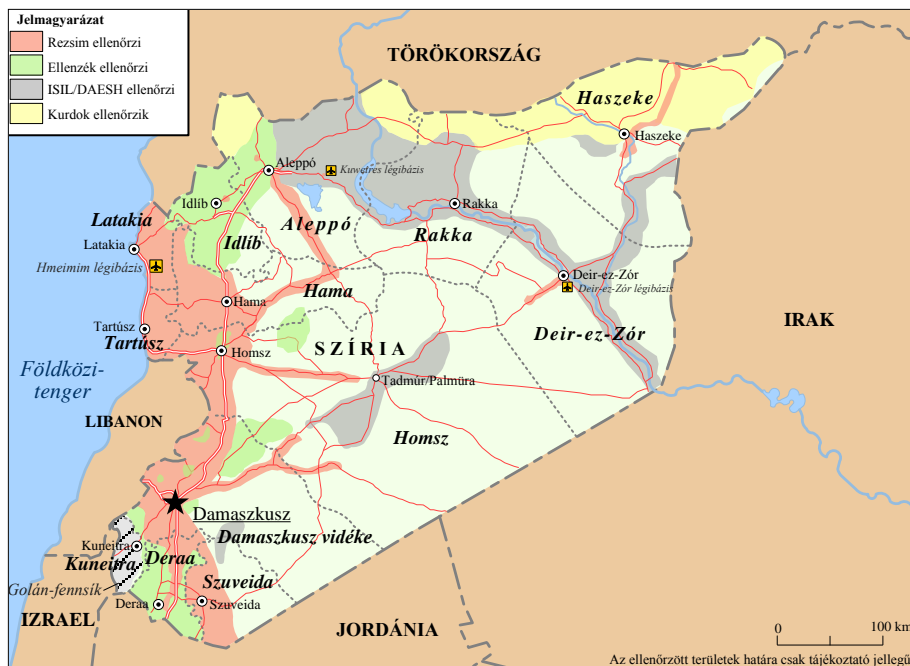 Jelmagyarázat
Rezsim ellenőrzi
Ellenzék ellenőrzi
ISIL/DAESH ellenőrzi
Kurdok ellenőrzik
TÖRÖKORSZÁG
Haszeke
Haszeke
Aleppó
Kuwetres légibázis
Idlíb
Rakka
Latakia
Aleppó
Idlíb
Rakka
Latakia
Hmeimim légibázis
Deir-ez-Zór
Deir-ez-Zór légibázis
Hama
Hama
Tartúsz
Tartúsz
Deir-ez-Zór
IRAK
Homsz
SZÍRIA
Földközi-
tenger
Tadmúr/Palmüra
LIBANON
Homsz
Damaszkusz
Damaszkusz vidéke
Kuneitra
Kuneitra
Deraa
Golán-fennsík
Szuveida
Deraa
Szuveida
IZRAEL
JORDÁNIA
0 100 km
Az ellenőrzött területek határa csak tájékoztató jellegű